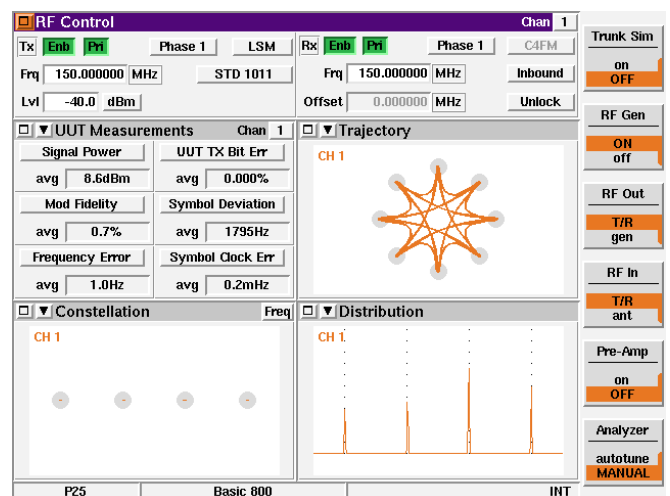 RF Control Chan 1
Tx Enb Pri Phase 1 LSM
Frq 150.000000 MHz STD 1011
Lvl -40.0 dBm
Rx Enb Pri Phase 1 C4FM
Frq 150.000000 MHz Inbound
Offset 0.000000 MHz Unlock
UUT Measurements Chan 1
Signal Power UUT TX Bit Err
avg 8.6dBm avg 0.000%
Mod Fidelity Symbol Deviation
avg 0.7% avg 1795Hz
Frequency Error Symbol Clock Err
avg 1.0Hz avg 0.2mHz
Trajectory
CH 1
Constellation Freq
CH 1
Distribution
CH 1
P25 Basic 800 INT
Trunk Sim
on
OFF
RF Gen
ON
off
RF Out
T/R
gen
RF In
T/R
ant
Pre-Amp
on
OFF
Analyzer
autotune
MANUAL